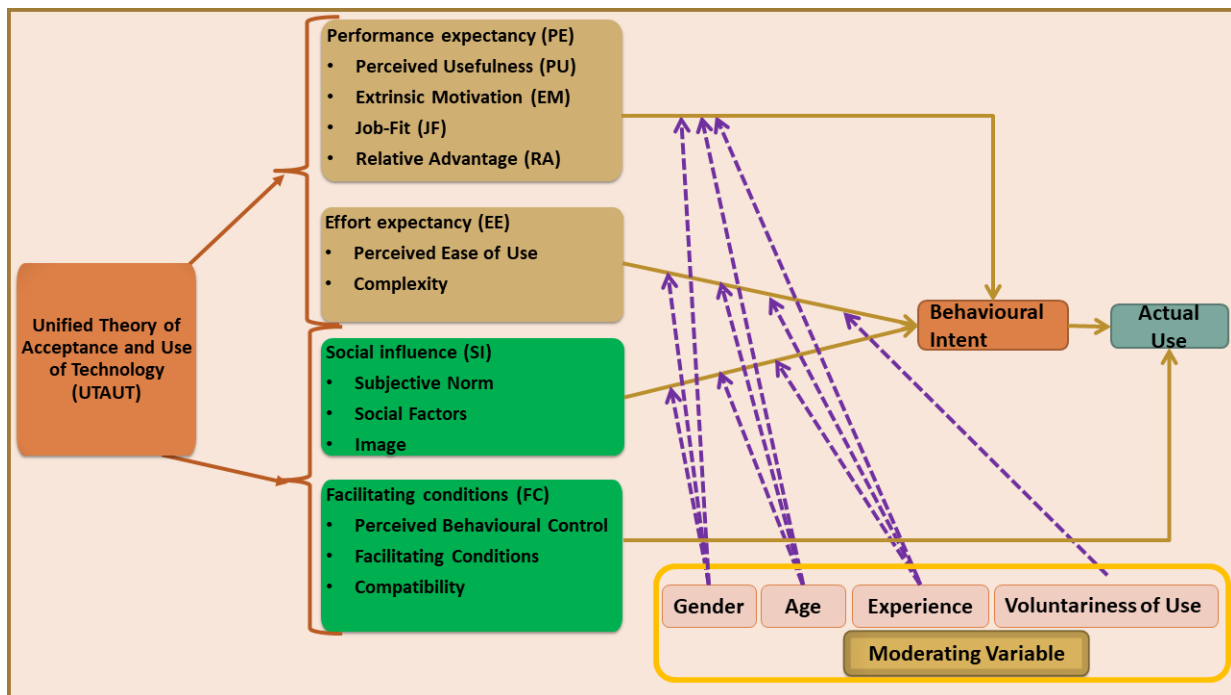 Performance expectancy (PE)
• Perceived Usefulness (PU)
• Extrinsic Motivation (EM)
• Job-Fit (JF)
• Relative Advantage (RA)
Effort expectancy (EE)
• Perceived Ease of Use
• Complexity
Unified Theory of
Acceptance and Use
of Technology
(UTAUT)
Social influence (SI)
• Subjective Norm
• Social Factors
• Image
Facilitating conditions (FC)
• Perceived Behavioural Control
• Facilitating Conditions
• Compatibility
Behavioural
Intent
Actual
Use
Gender
Age
Experience
Voluntariness of Use
Moderating Variable